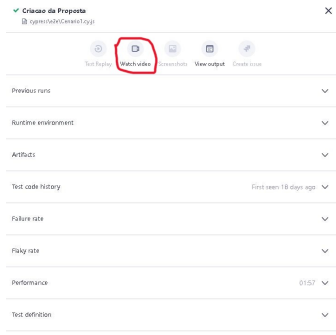 Criacao da Proposta
cypress\e2e\Cenario1.cy.js
Test Replay
Watch video
Screenshots
View output
Create issue
Previous runs
Runtime environment
Artifacts
Test code history
First seen 18 days ago
Failure rate
Flaky rate
Performance
01:57
Test definition